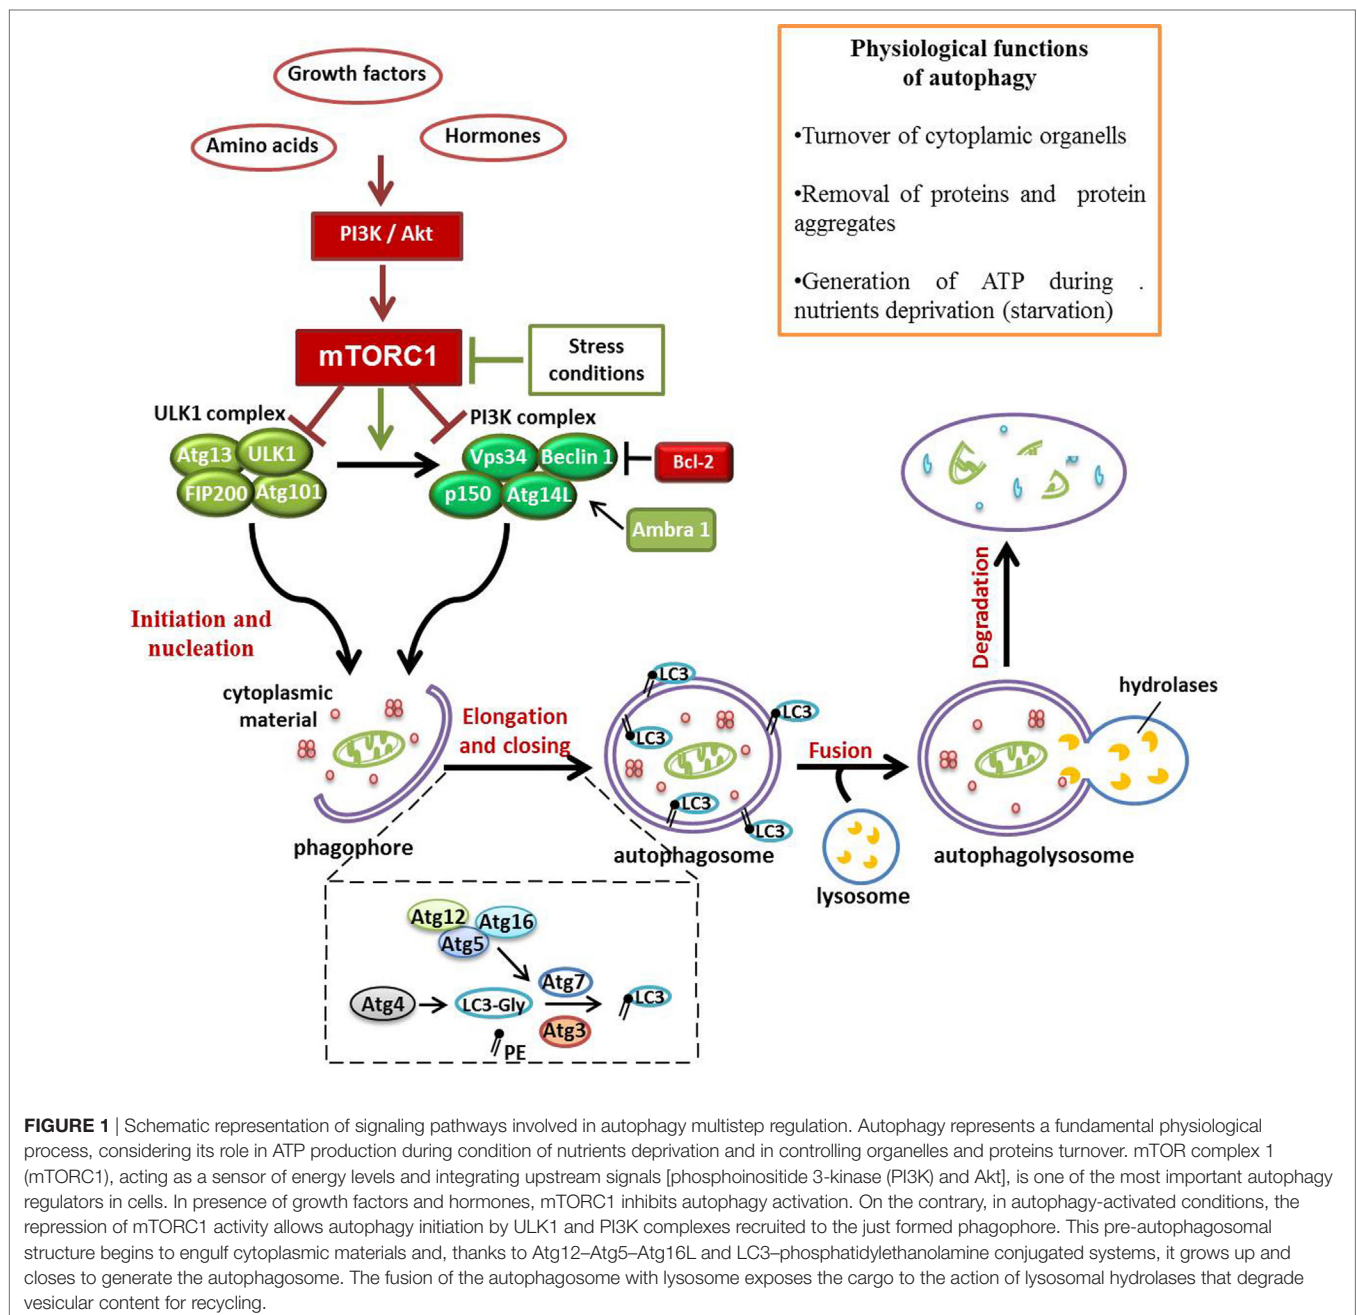 Growth factors
Amino acids
Hormones
PI3K / Akt
mTORC1
Stress
conditions
ULK1 complex
Atg13
ULK1
FIP200
Atg101
PI3K complex
Vps34
Beclin 1
p150
Atg14L
Bcl-2
Ambra 1
Physiological functions
of autophagy
•Turnover of cytoplamic organells
•Removal of proteins and protein
aggregates
•Generation of ATP during .
nutrients deprivation (starvation)
Initiation and
nucleation
cytoplasmic
material
phagophore
Elongation
and closing
LC3
LC3
LC3
LC3
LC3
autophagosome
Fusion
lysosome
Degradation
hydrolases
autophagolysosome
Atg12
Atg16
Atg5
Atg4
LC3-Gly
Atg7
Atg3
PE
LC3
FIGURE 1 | Schematic representation of signaling pathways involved in autophagy multistep regulation. Autophagy represents a fundamental physiological
process, considering its role in ATP production during condition of nutrients deprivation and in controlling organelles and proteins turnover. mTOR complex 1
(mTORC1), acting as a sensor of energy levels and integrating upstream signals [phosphoinositide 3-kinase (PI3K) and Akt], is one of the most important autophagy
regulators in cells. In presence of growth factors and hormones, mTORC1 inhibits autophagy activation. On the contrary, in autophagy-activated conditions, the
repression of mTORC1 activity allows autophagy initiation by ULK1 and PI3K complexes recruited to the just formed phagophore. This pre-autophagosomal
structure begins to engulf cytoplasmic materials and, thanks to Atg12–Atg5–Atg16L and LC3–phosphatidylethanolamine conjugated systems, it grows up and
closes to generate the autophagosome. The fusion of the autophagosome with lysosome exposes the cargo to the action of lysosomal hydrolases that degrade
vesicular content for recycling.